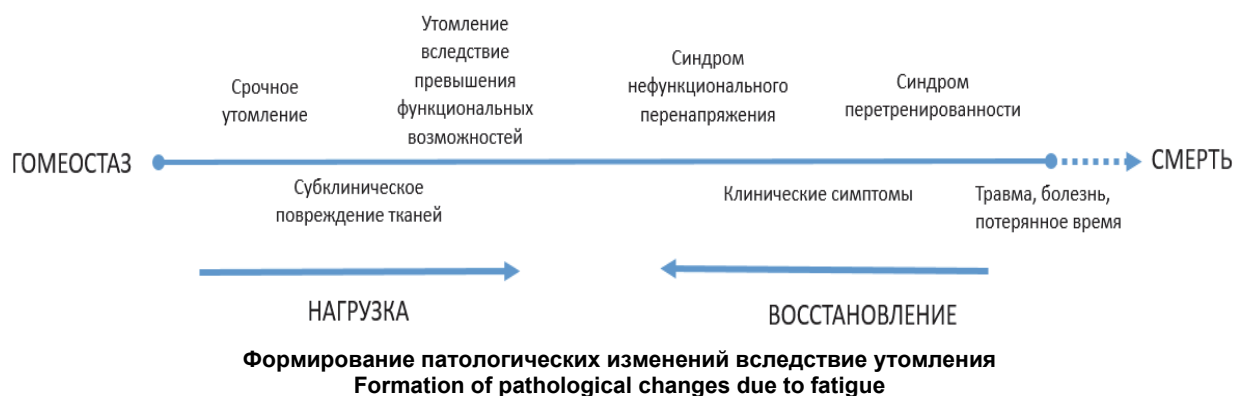 Срочное
утомление
Утомление
вследствие
превышения
функциональных
возможностей
Синдром
нефункционального
перенапряжения
Синдром
перетренированности
ГОМЕОСТАЗ
СМЕРТЬ
Субклиническое
повреждение тканей
Клинические симптомы
Травма, болезнь,
потерянное время
НАГРУЗКА
ВОССТАНОВЛЕНИЕ
Формирование патологических изменений вследствие утомления
Formation of pathological changes due to fatigue